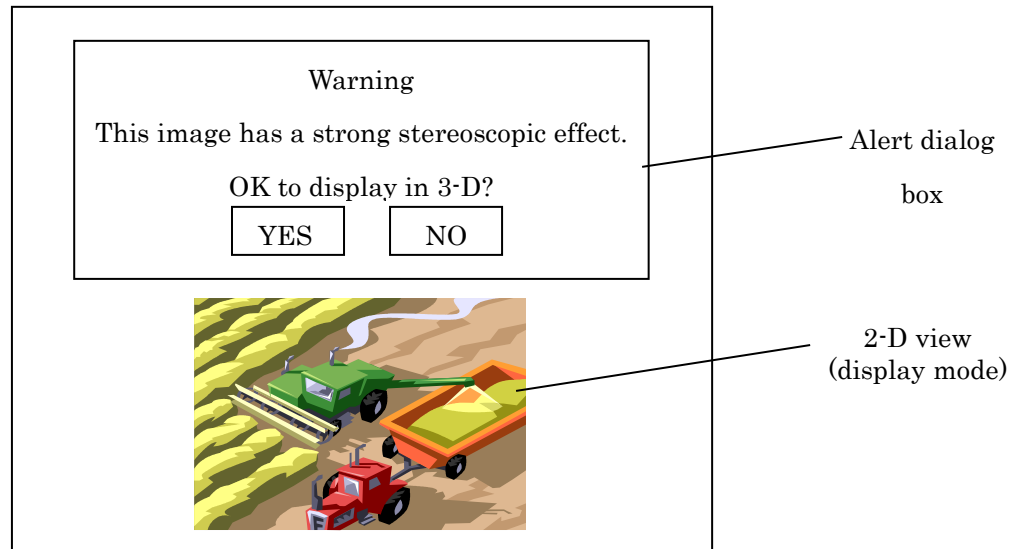 Warning
This image has a strong stereoscopic effect.
OK to display in 3-D?
YES NO
Alert dialog
box
2-D view
(display mode)
F